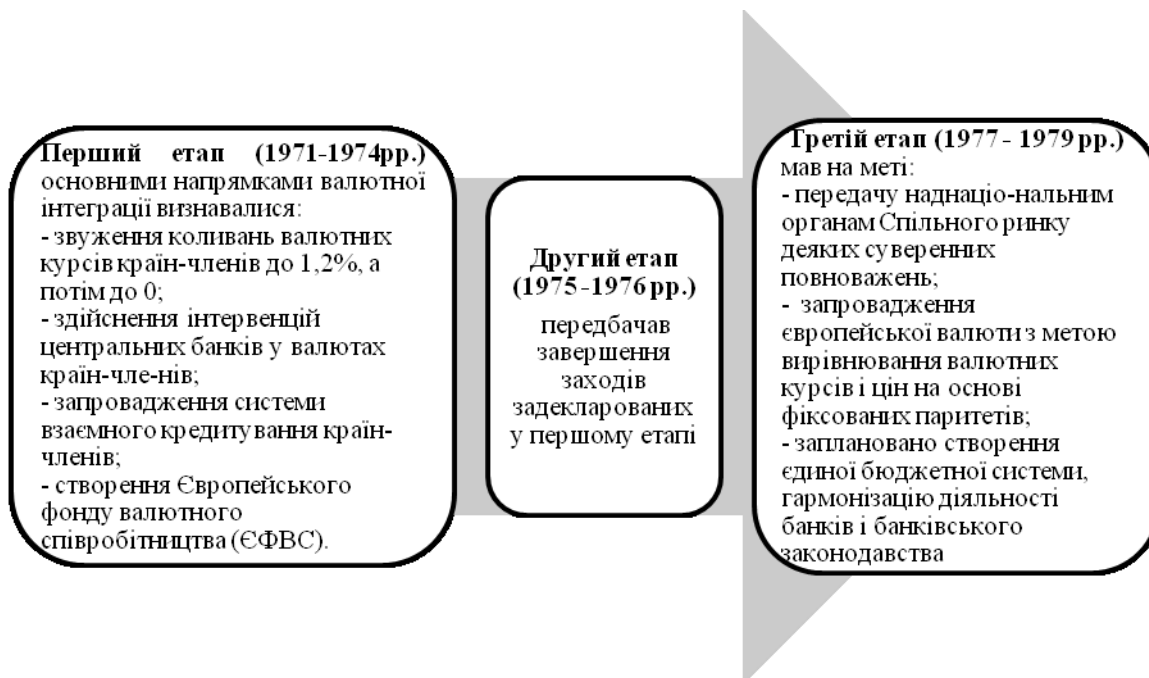 Перший етап (1971-1974рр.)
основними напрямками валютної
інтеграції визнавалися:
- звуження коливань валютних
курсів країн-членів до 1,2%, а
потім до 0;
- здійснення інтервенцій
центральних банків у валютах
країн-чле-нів;
- запровадження системи
взаємного кредитування країн-
членів;
- створення Європейського
фонду валютного
співробітництва (ЄФВС).
Другий етап
(1975-1976рр.)
передбачав
завершення
заходів
задекларованих
у першому етапі
Третій етап (1977 - 1979 рр.)
мав на меті:
- передачу наднаціо-нальним
органам Спільного ринку
деяких суверенних
повноважень;
- запровадження
європейської валюти з метою
вирівнювання валютних
курсів і цін на основі
фіксованих паритетів;
- заплановано створення
єдиної бюджетної системи,
гармонізацію діяльності
банків і банківського
законодавства